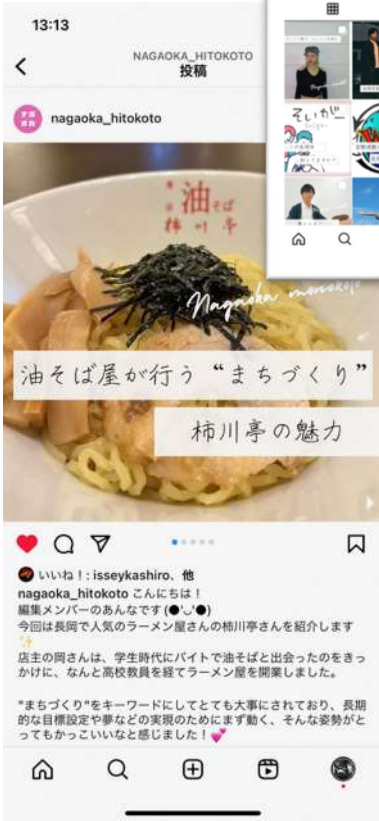 13:13
NAGAOKA_HITOKOTO
投稿
ナガ
オカ
nagaoka_hitokoto
油そば
柿川亭
Nagaoka monokoto
油そば屋が行う“まちづくり”
柿川亭の魅力
いいね！: isseykashiro、他
nagaoka_hitokoto こんにちは！
編集メンバーのあんなです(●'◡'●)
今回は長岡で人気のラーメン屋さんの柿川亭さんを紹介します
✨
店主の岡さんは、学生時代にバイトで油そばと出会ったのをきっ
かけに、なんと高校教員を経てラーメン屋を開業しました。
"まちづくり"をキーワードにしてとても大事にされており、長期
的な目標設定や夢などの実現のためにまず動く、そんな姿勢がと
ってもかっこいいなと感じました！💕
そいがー